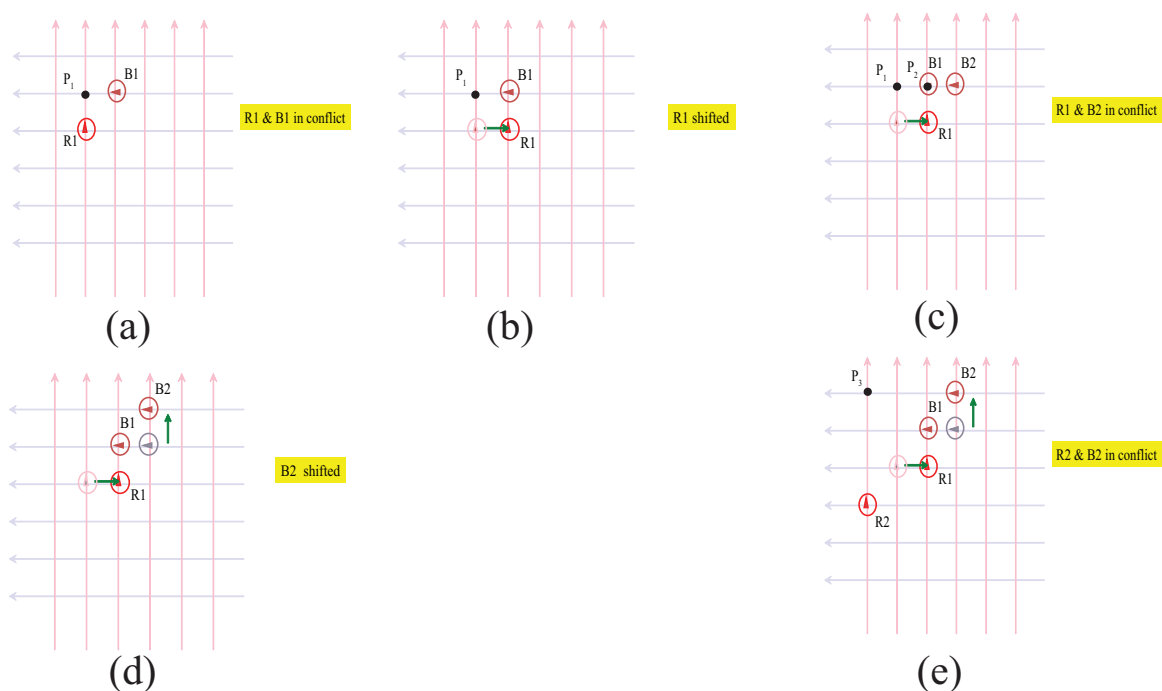 P1 B1
R1
R1 & B1 in conflict
(a)
P1 B1
R1
R1 shifted
(b)
P1 P2 B1 B2
R1
R1 & B2 in conflict
(c)
B2
B1
R1
B2 shifted
(d)
P3 B2
B1
R1
R2
R2 & B2 in conflict
(e)